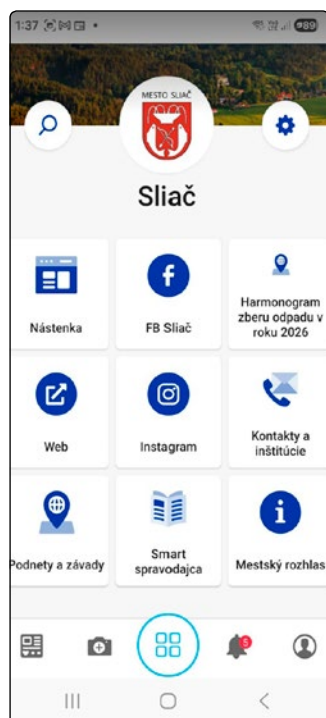 1:37
89
MESTO SLIAČ
Sliač
Nástenka
FB Sliač
Harmonogram
zberu odpadu v
roku 2026
Web
Instagram
Kontakty a
inštitúcie
Podnety a závady
Smart
spravodajca
Mestský rozhlas
5